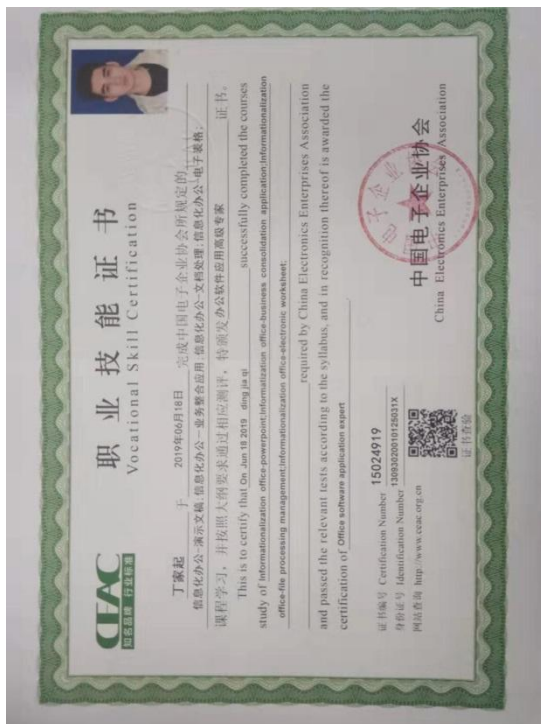 CEAC
知名品牌 行业标准
职业技能证书
Vocational Skill Certification
丁家起 于 2019年06月18日 完成中国电子企业协会所规定的
信息化办公-演示文稿;信息化办公-业务整合应用;信息化办公-文档处理;信息化办公-电子表格;
课程学习，并按照大纲要求通过相应测评，特颁发 办公软件应用高级专家 证书。
This is to certify that On Jun 18 2019 ding jia qi successfully completed the courses
study of Informationalization office-powerpoint;Informatization office-business consolidation application;Informationalization
office-file processing management;Informationalization office-electronic worksheet;
required by China Electronics Enterprises Association
and passed the relevant tests according to the syllabus, and in recognition thereof is awarded the
certification of Office software application expert
证书编号 Certification Number 15024919
身份证号 Identification Number 13093020010125031X
网站查询 http://www.ceac.org.cn
证书查验
中国电子企业协会
China Electronics Enterprises Association